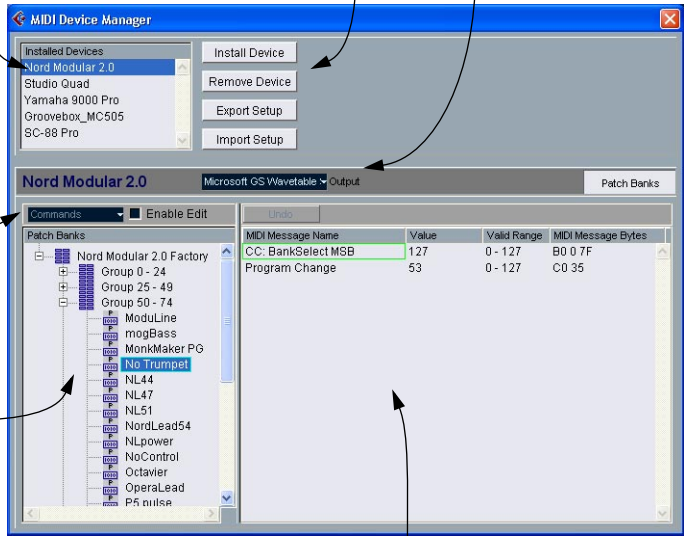 MIDI Device Manager
Installed Devices
Nord Modular 2.0
Studio Quad
Yamaha 9000 Pro
Groovebox_MC505
SC-88 Pro
Install Device
Remove Device
Export Setup
Import Setup
Nord Modular 2.0
Microsoft GS Wavetable
Output
Patch Banks
Commands
Enable Edit
Undo
Patch Banks
Nord Modular 2.0 Factory
Group 0 - 24
Group 25 - 49
Group 50 - 74
ModuLine
mogBass
MonkMaker PG
No Trumpet
NL44
NL47
NL51
NordLead54
NLpower
NoControl
Octavier
OperaLead
P5 pulse
MIDI Message Name Value Valid Range MIDI Message Bytes
CC: BankSelect MSB 127 0 - 127 B0 0 7F
Program Change 53 0 - 127 C0 35